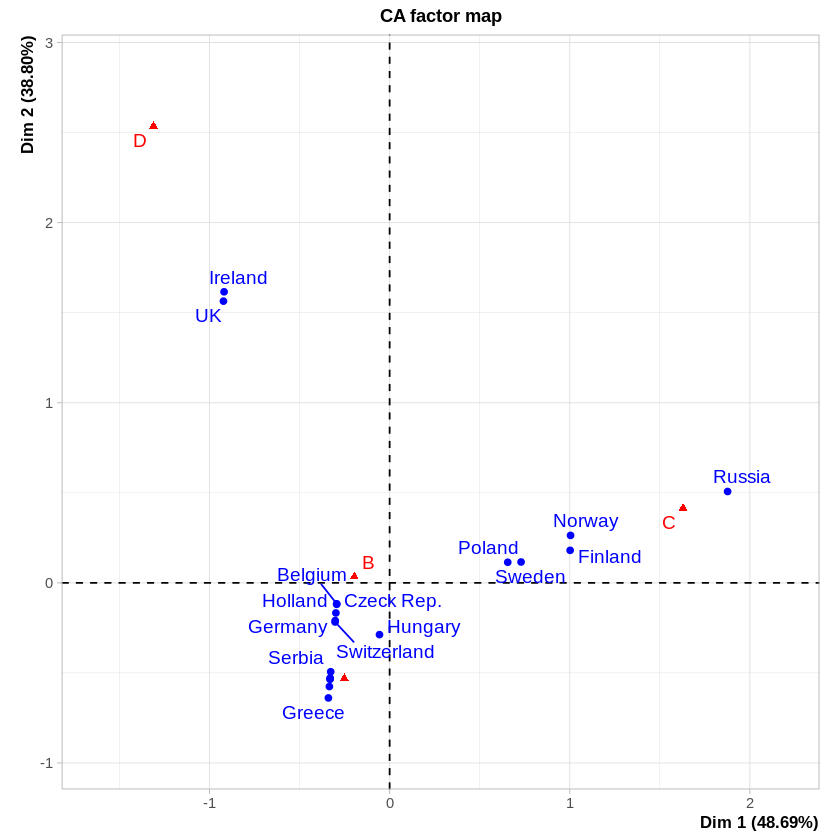 CA factor map
Dim 2 (38.80%)
3
2
1
0
-1
D
Ireland
UK
Russia
C
Norway
Finland
Poland
Sweden
B
Belgium
Holland
Czeck Rep.
Germany
Hungary
Switzerland
Serbia
Greece
-1
0
1
2
Dim 1 (48.69%)